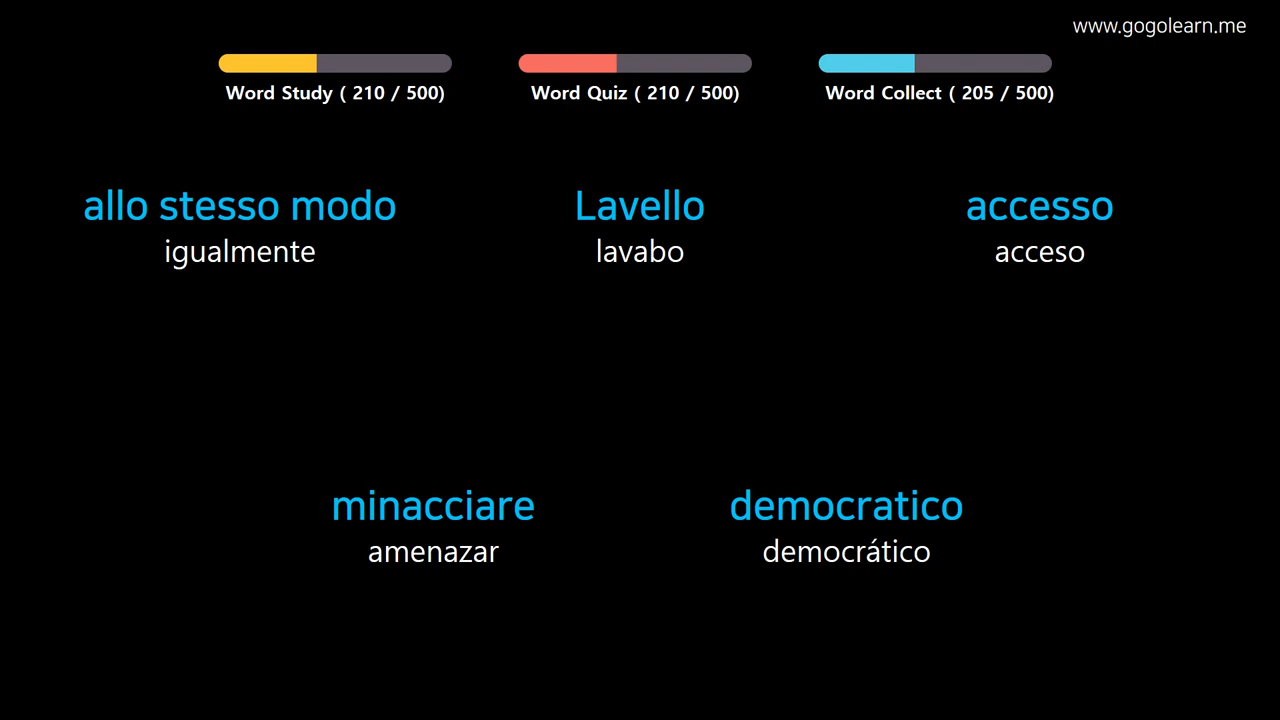 www.gogolearn.me
Word Study ( 210 / 500)
Word Quiz ( 210 / 500)
Word Collect ( 205 / 500)
allo stesso modo
igualmente
Lavello
lavabo
accesso
acceso
minacciare
amenazar
democratico
democrático